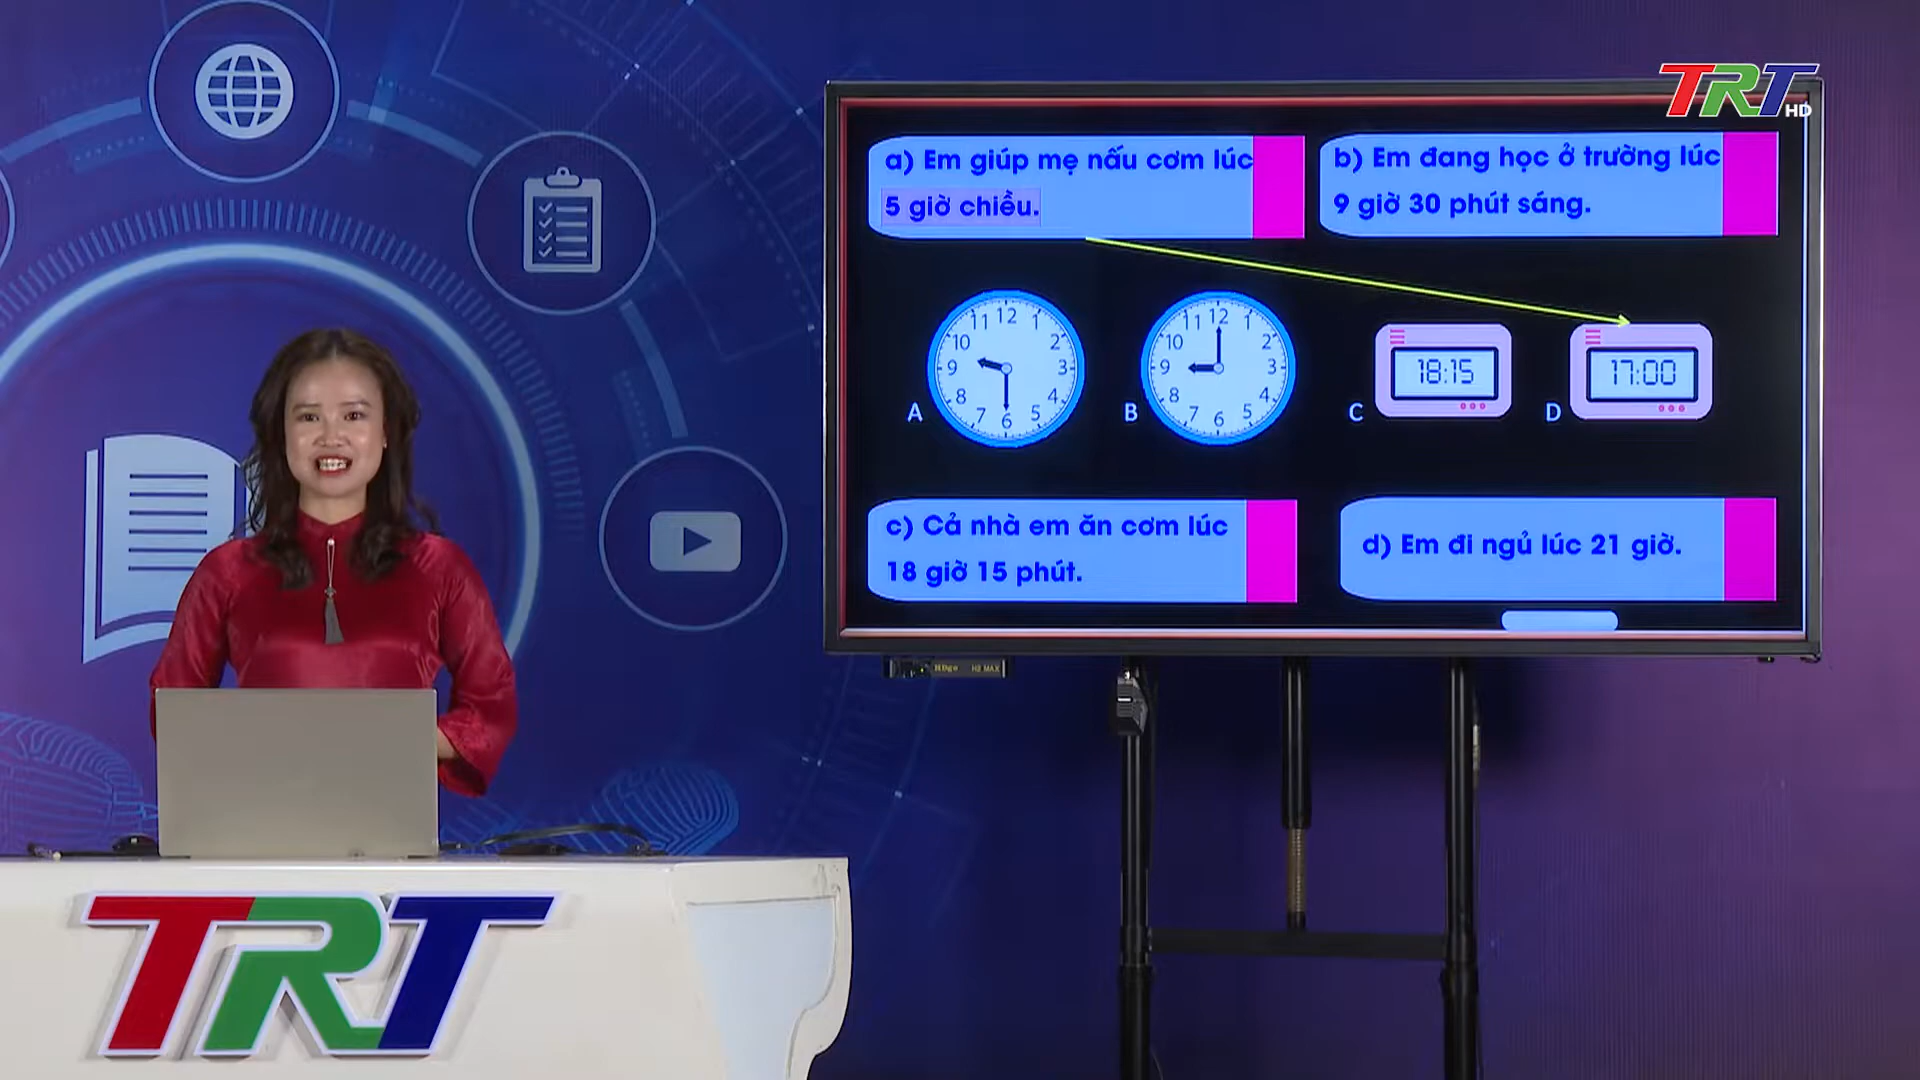 TRT HD
a) Em giúp mẹ nấu cơm lúc
5 giờ chiều.
b) Em đang học ở trường lúc
9 giờ 30 phút sáng.
A
12
1
2
3
4
5
6
7
8
9
10
11
B
12
1
2
3
4
5
6
7
8
9
10
11
C
18:15
D
17:00
c) Cả nhà em ăn cơm lúc
18 giờ 15 phút.
d) Em đi ngủ lúc 21 giờ.
H2 MAX
TRT